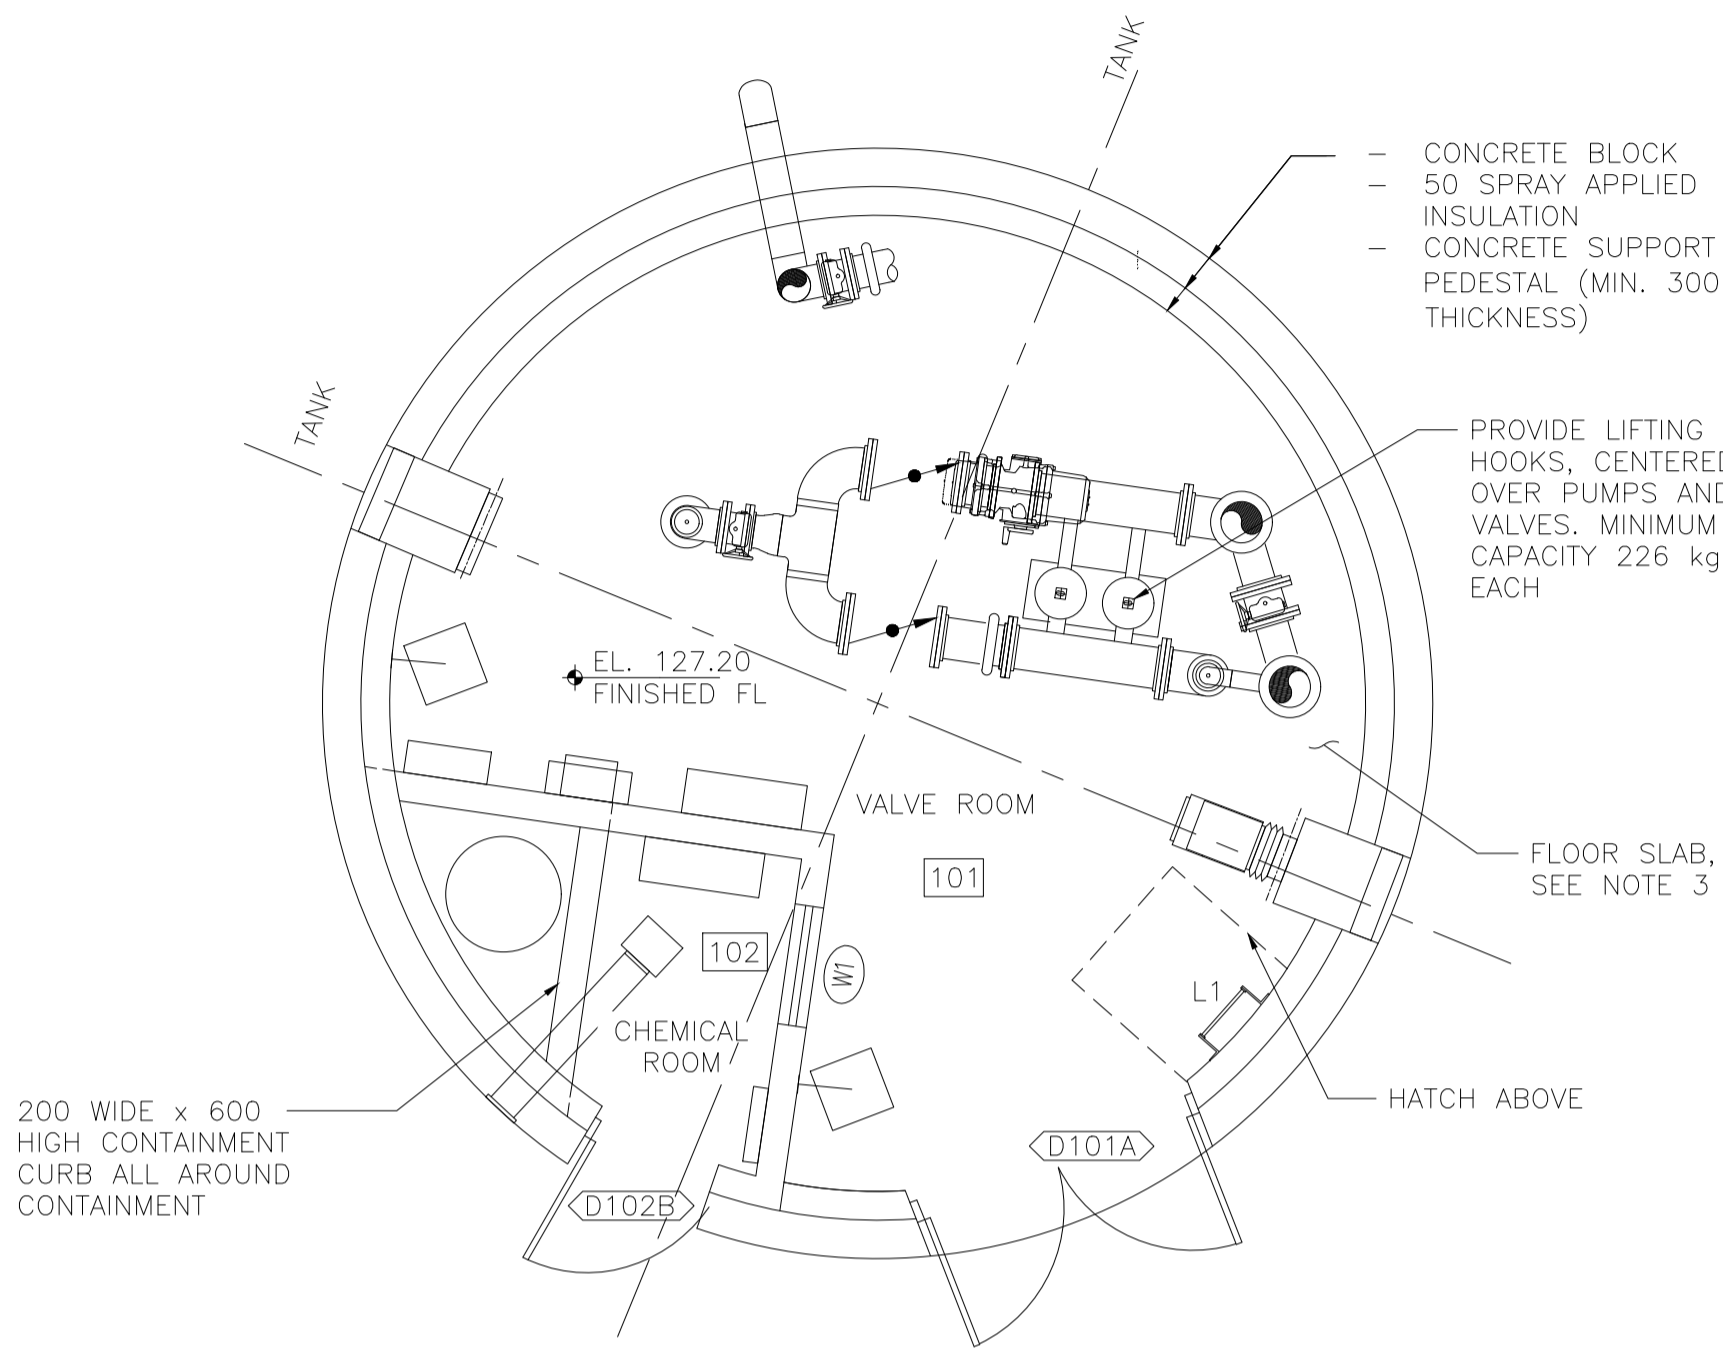 TANK
— CONCRETE BLOCK
— 50 SPRAY APPLIED
INSULATION
— CONCRETE SUPPORT
PEDESTAL (MIN. 300
THICKNESS)
TANK
PROVIDE LIFTING
HOOKS, CENTERED
OVER PUMPS AND
VALVES. MINIMUM
CAPACITY 226 kg
EACH
EL. 127.20
FINISHED FL
VALVE ROOM
101
FLOOR SLAB,
SEE NOTE 3
102
W1
L1
CHEMICAL
ROOM
HATCH ABOVE
200 WIDE x 600
HIGH CONTAINMENT
CURB ALL AROUND
CONTAINMENT
D101A
D102B